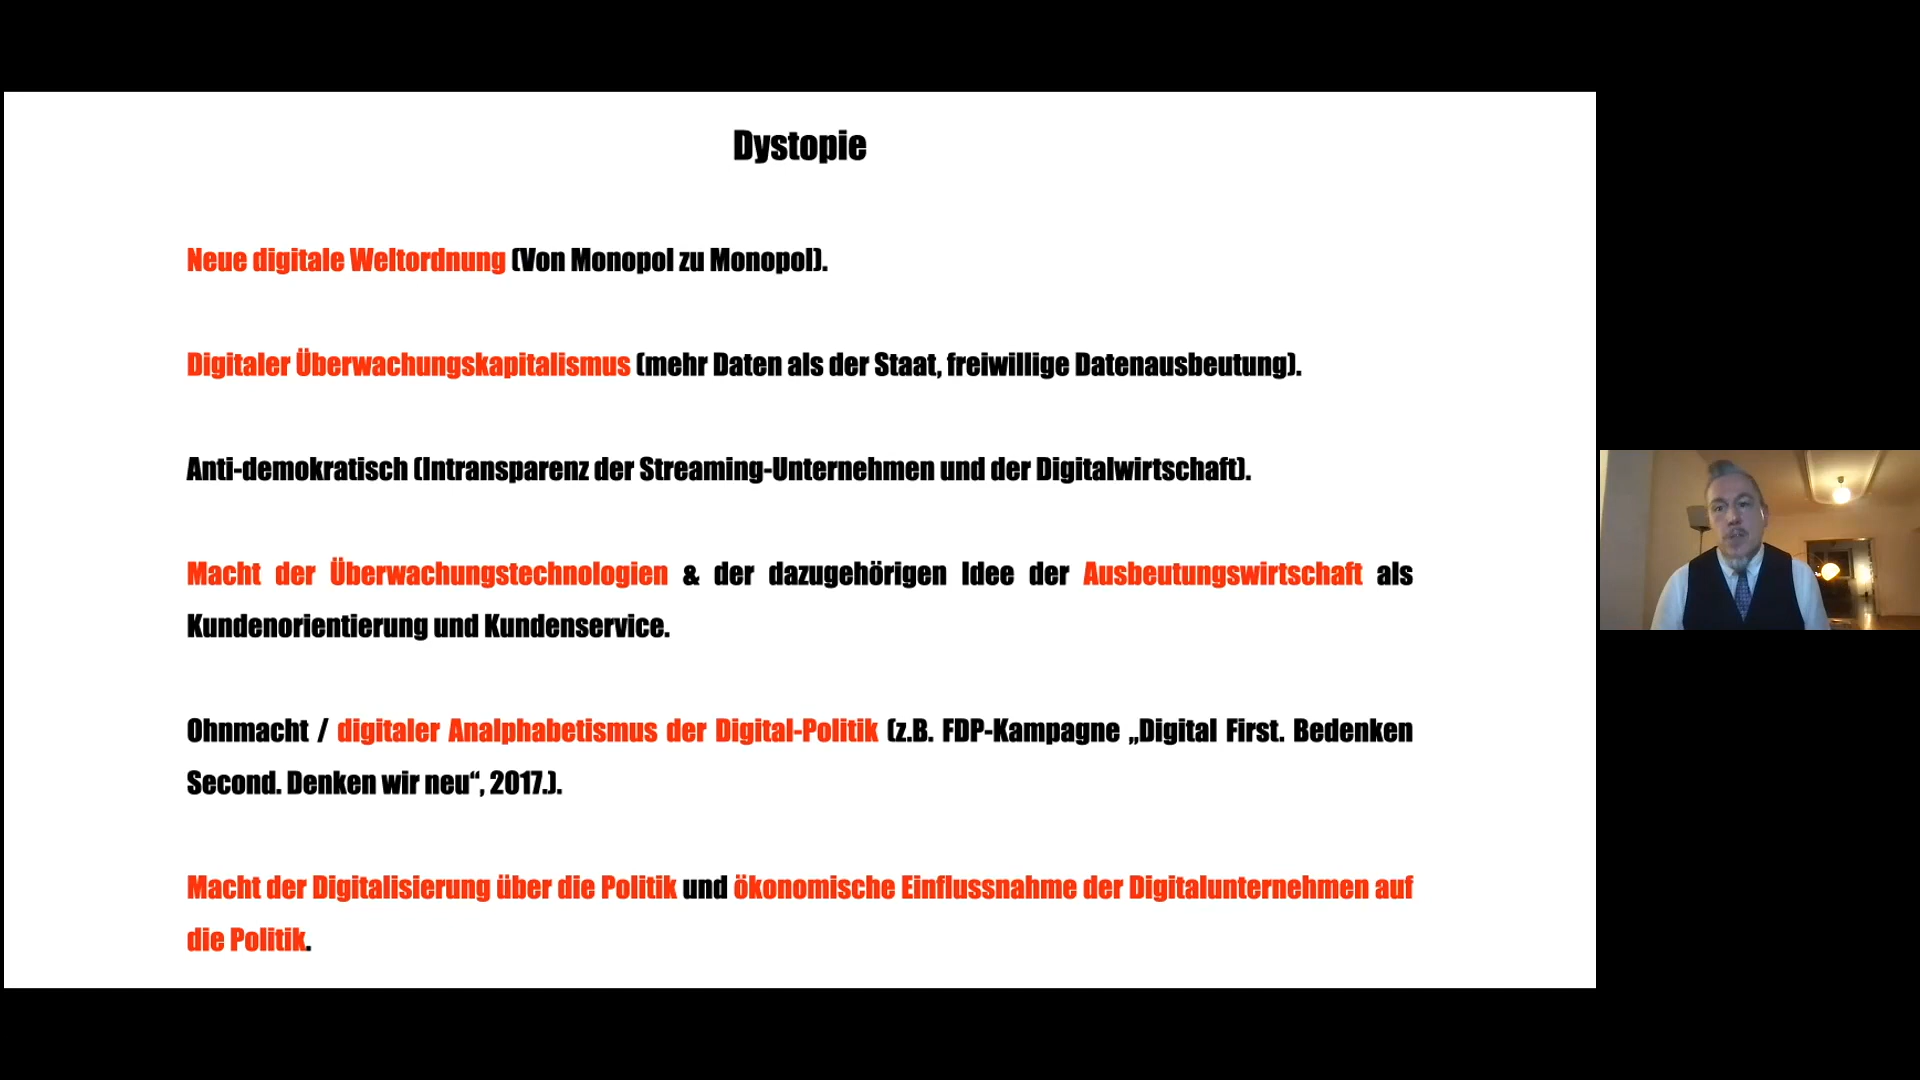 Dystopie
Neue digitale Weltordnung (Von Monopol zu Monopol).
Digitaler Überwachungskapitalismus (mehr Daten als der Staat, freiwillige Datenausbeutung).
Anti-demokratisch (Intransparenz der Streaming-Unternehmen und der Digitalwirtschaft).
Macht der Überwachungstechnologien & der dazugehörigen Idee der Ausbeutungswirtschaft als
Kundenorientierung und Kundenservice.
Ohnmacht / digitaler Analphabetismus der Digital-Politik (z.B. FDP-Kampagne „Digital First. Bedenken
Second. Denken wir neu“, 2017.).
Macht der Digitalisierung über die Politik und ökonomische Einflussnahme der Digitalunternehmen auf
die Politik.